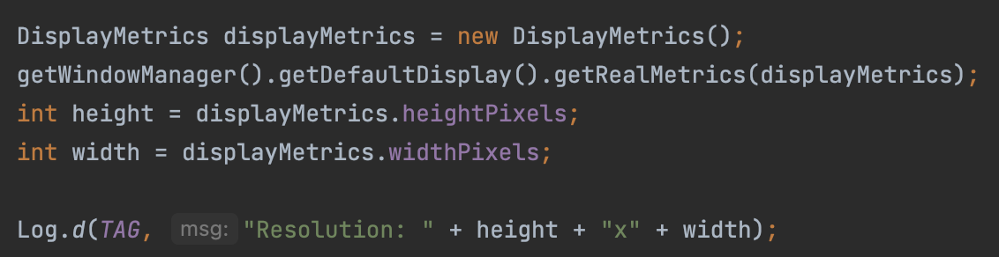 DisplayMetrics displayMetrics = new DisplayMetrics();
getWindowManager().getDefaultDisplay().getRealMetrics(displayMetrics);
int height = displayMetrics.heightPixels;
int width = displayMetrics.widthPixels;
Log.d(TAG, msg: "Resolution: " + height + "x" + width);